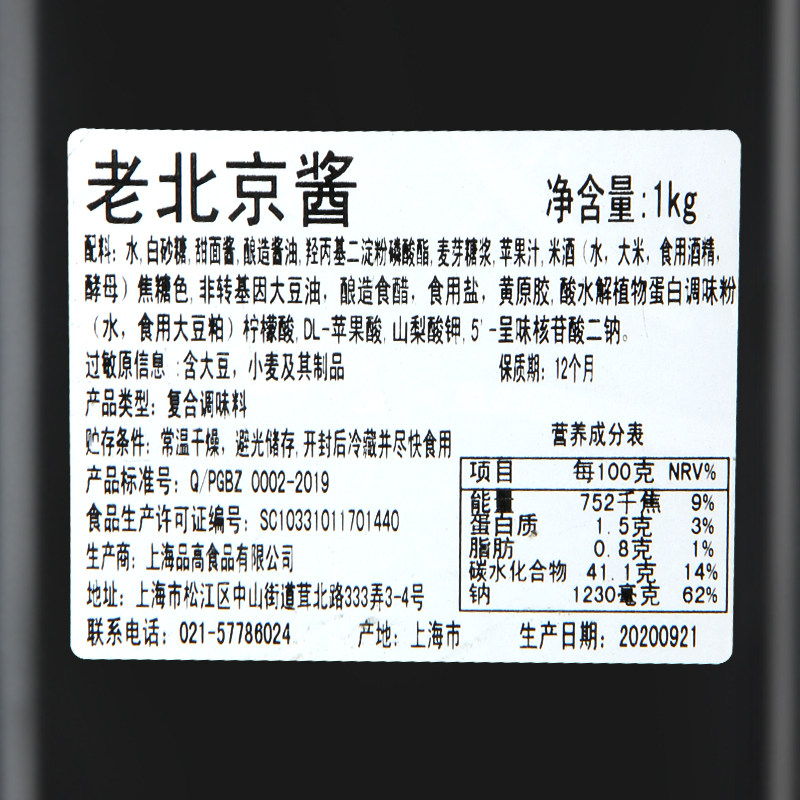 老北京酱
净含量:1kg
配料: 水,白砂糖,甜面酱,酿造酱油,羟丙基二淀粉磷酸酯,麦芽糖浆,苹果汁,米酒（水, 大米, 食用酒精,
酵母）焦糖色,非转基因大豆油, 酿造食醋, 食用盐, 黄原胶,酸水解植物蛋白调味粉
（水, 食用大豆粕）柠檬酸,DL-苹果酸,山梨酸钾,5'-呈味核苷酸二钠。
过敏原信息 :含大豆, 小麦及其制品
保质期: 12个月
产品类型: 复合调味料
贮存条件: 常温干燥, 避光储存,开封后冷藏并尽快食用
产品标准号: Q/PGBZ 0002-2019
食品生产许可证编号: SC10331011701440
生产商: 上海品高食品有限公司
地址: 上海市松江区中山街道茸北路333弄3-4号
营养成分表
项目 每100克 NRV%
能量 752千焦 9%
蛋白质 1.5克 3%
脂肪 0.8克 1%
碳水化合物 41.1克 14%
钠 1230毫克 62%
联系电话: 021-57786024 产地: 上海市 生产日期: 20200921